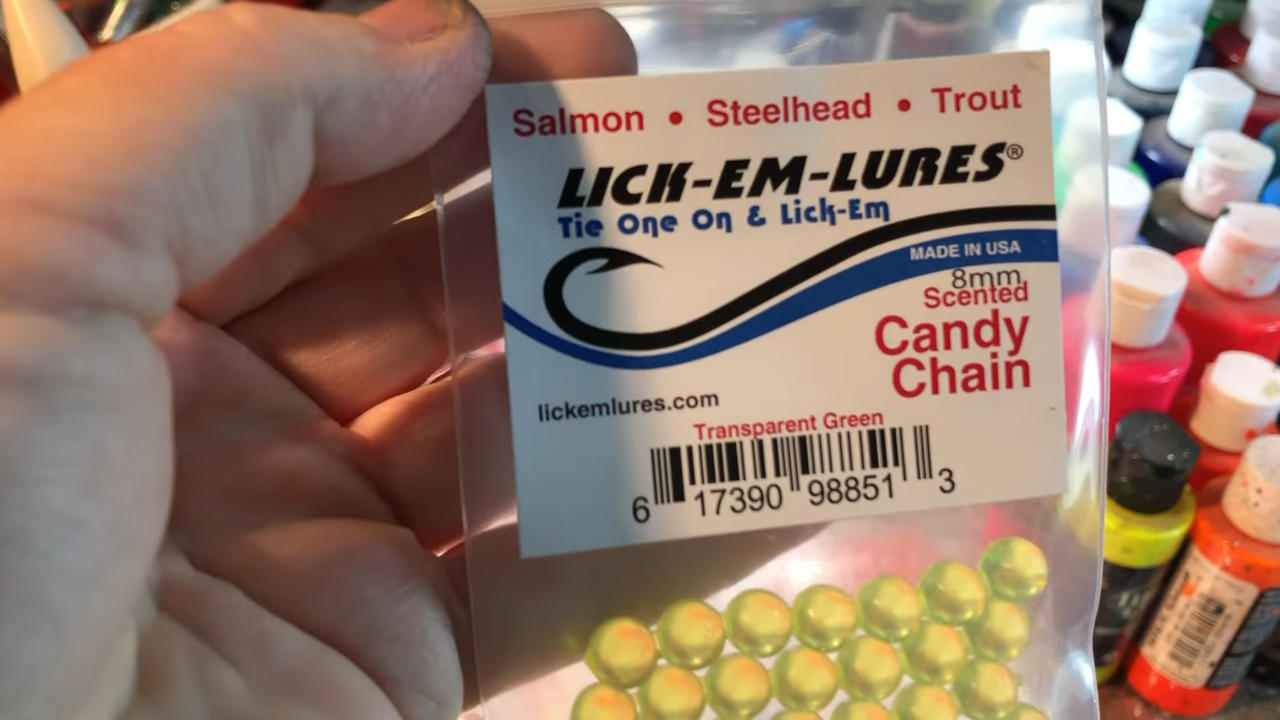 Salmon • Steelhead • Trout
LICK-EM-LURES®
Tie One On & Lick-Em
MADE IN USA
8mm
Scented
Candy
Chain
lickemlures.com
Transparent Green
6 17390 98851 3